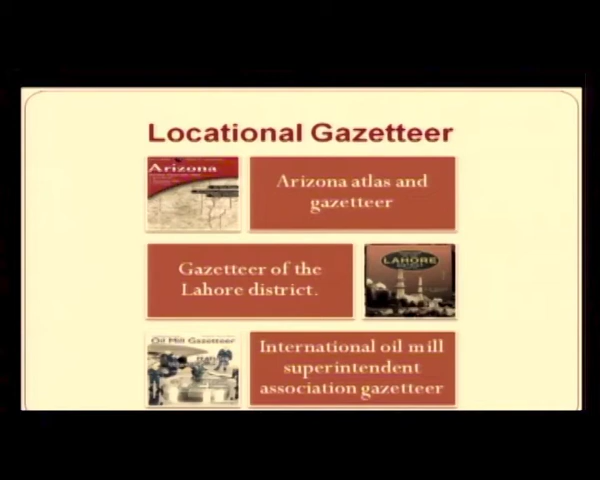 Locational Gazetteer
Arizona
Arizona atlas and
gazetteer
Gazetteer of the
Lahore district.
LAHORE
Oil Mill Gazetteer
International oil mill
superintendent
association gazetteer